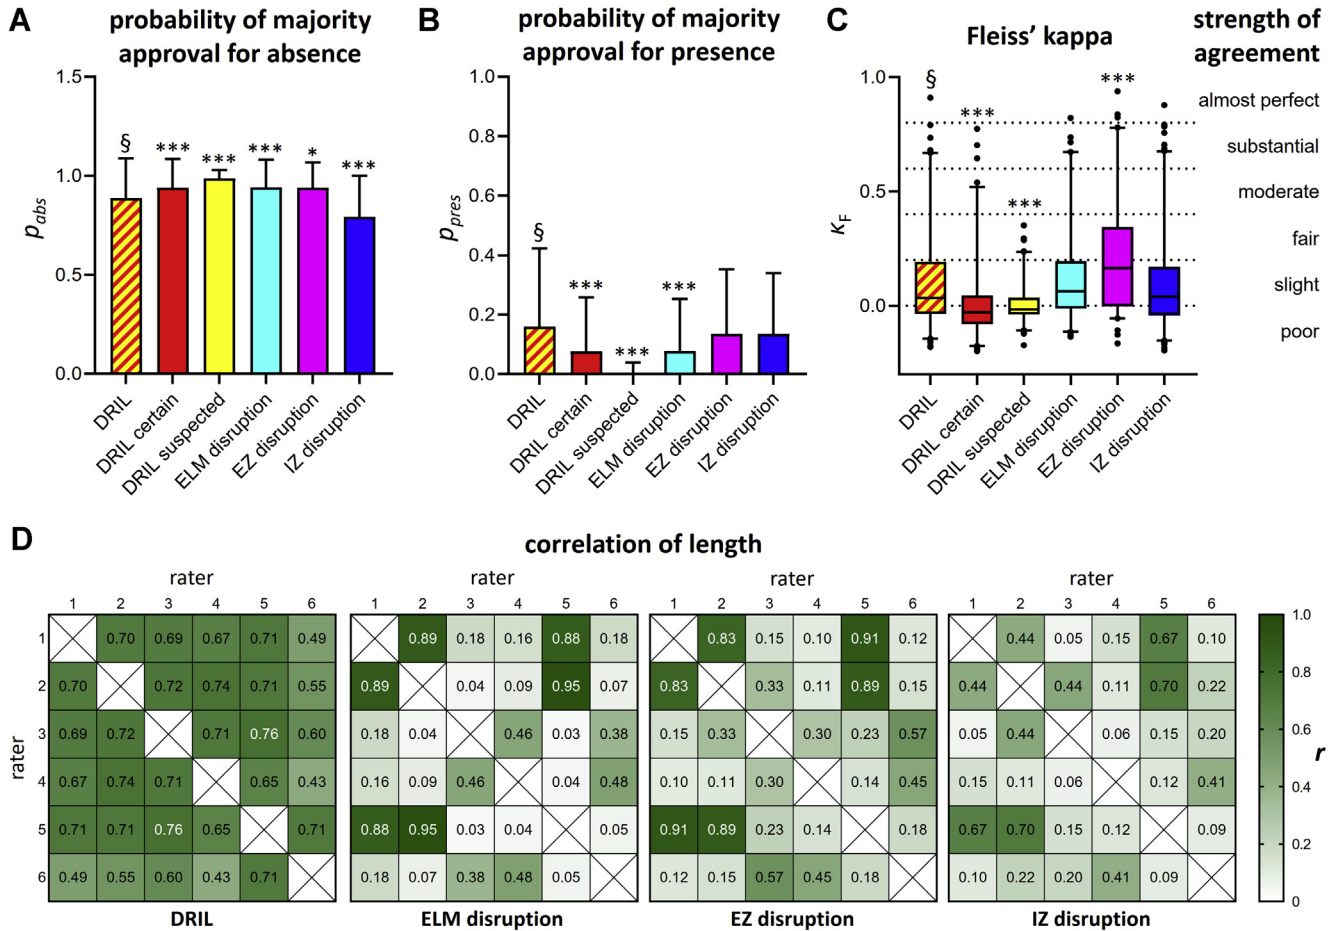 A
probability of majority
approval for absence
1.5
1.0
0.5
0.0
pabs
§
***
***
***
*
***
DRIL
DRIL certain
DRIL suspected
ELM disruption
EZ disruption
IZ disruption
B
probability of majority
approval for presence
1.0
0.8
0.6
0.4
0.2
0.0
ppres
§
***
***
***
DRIL
DRIL certain
DRIL suspected
ELM disruption
EZ disruption
IZ disruption
C
Fleiss’ kappa
strength of
agreement
1.0
0.5
0.0
κF
§
***
***
***
almost perfect
substantial
moderate
fair
slight
poor
DRIL
DRIL certain
DRIL suspected
ELM disruption
EZ disruption
IZ disruption
D
correlation of length
rater
1 2 3 4 5 6
rater
1 0.70 0.69 0.67 0.71 0.49
2 0.70 0.72 0.74 0.71 0.55
3 0.69 0.72 0.71 0.76 0.60
4 0.67 0.74 0.71 0.65 0.43
5 0.71 0.71 0.76 0.65 0.71
6 0.49 0.55 0.60 0.43 0.71
DRIL
rater
1 2 3 4 5 6
0.89 0.18 0.16 0.88 0.18
0.89 0.04 0.09 0.95 0.07
0.18 0.04 0.46 0.03 0.38
0.16 0.09 0.46 0.04 0.48
0.88 0.95 0.03 0.04 0.05
0.18 0.07 0.38 0.48 0.05
ELM disruption
rater
1 2 3 4 5 6
0.83 0.15 0.10 0.91 0.12
0.83 0.33 0.11 0.89 0.15
0.15 0.33 0.30 0.23 0.57
0.10 0.11 0.30 0.14 0.45
0.91 0.89 0.23 0.14 0.18
0.12 0.15 0.57 0.45 0.18
EZ disruption
rater
1 2 3 4 5 6
0.44 0.05 0.15 0.67 0.10
0.44 0.44 0.11 0.70 0.22
0.05 0.44 0.06 0.15 0.20
0.15 0.11 0.06 0.12 0.41
0.67 0.70 0.15 0.12 0.09
0.10 0.22 0.20 0.41 0.09
IZ disruption
1.0
0.8
0.6
0.4
0.2
0
r